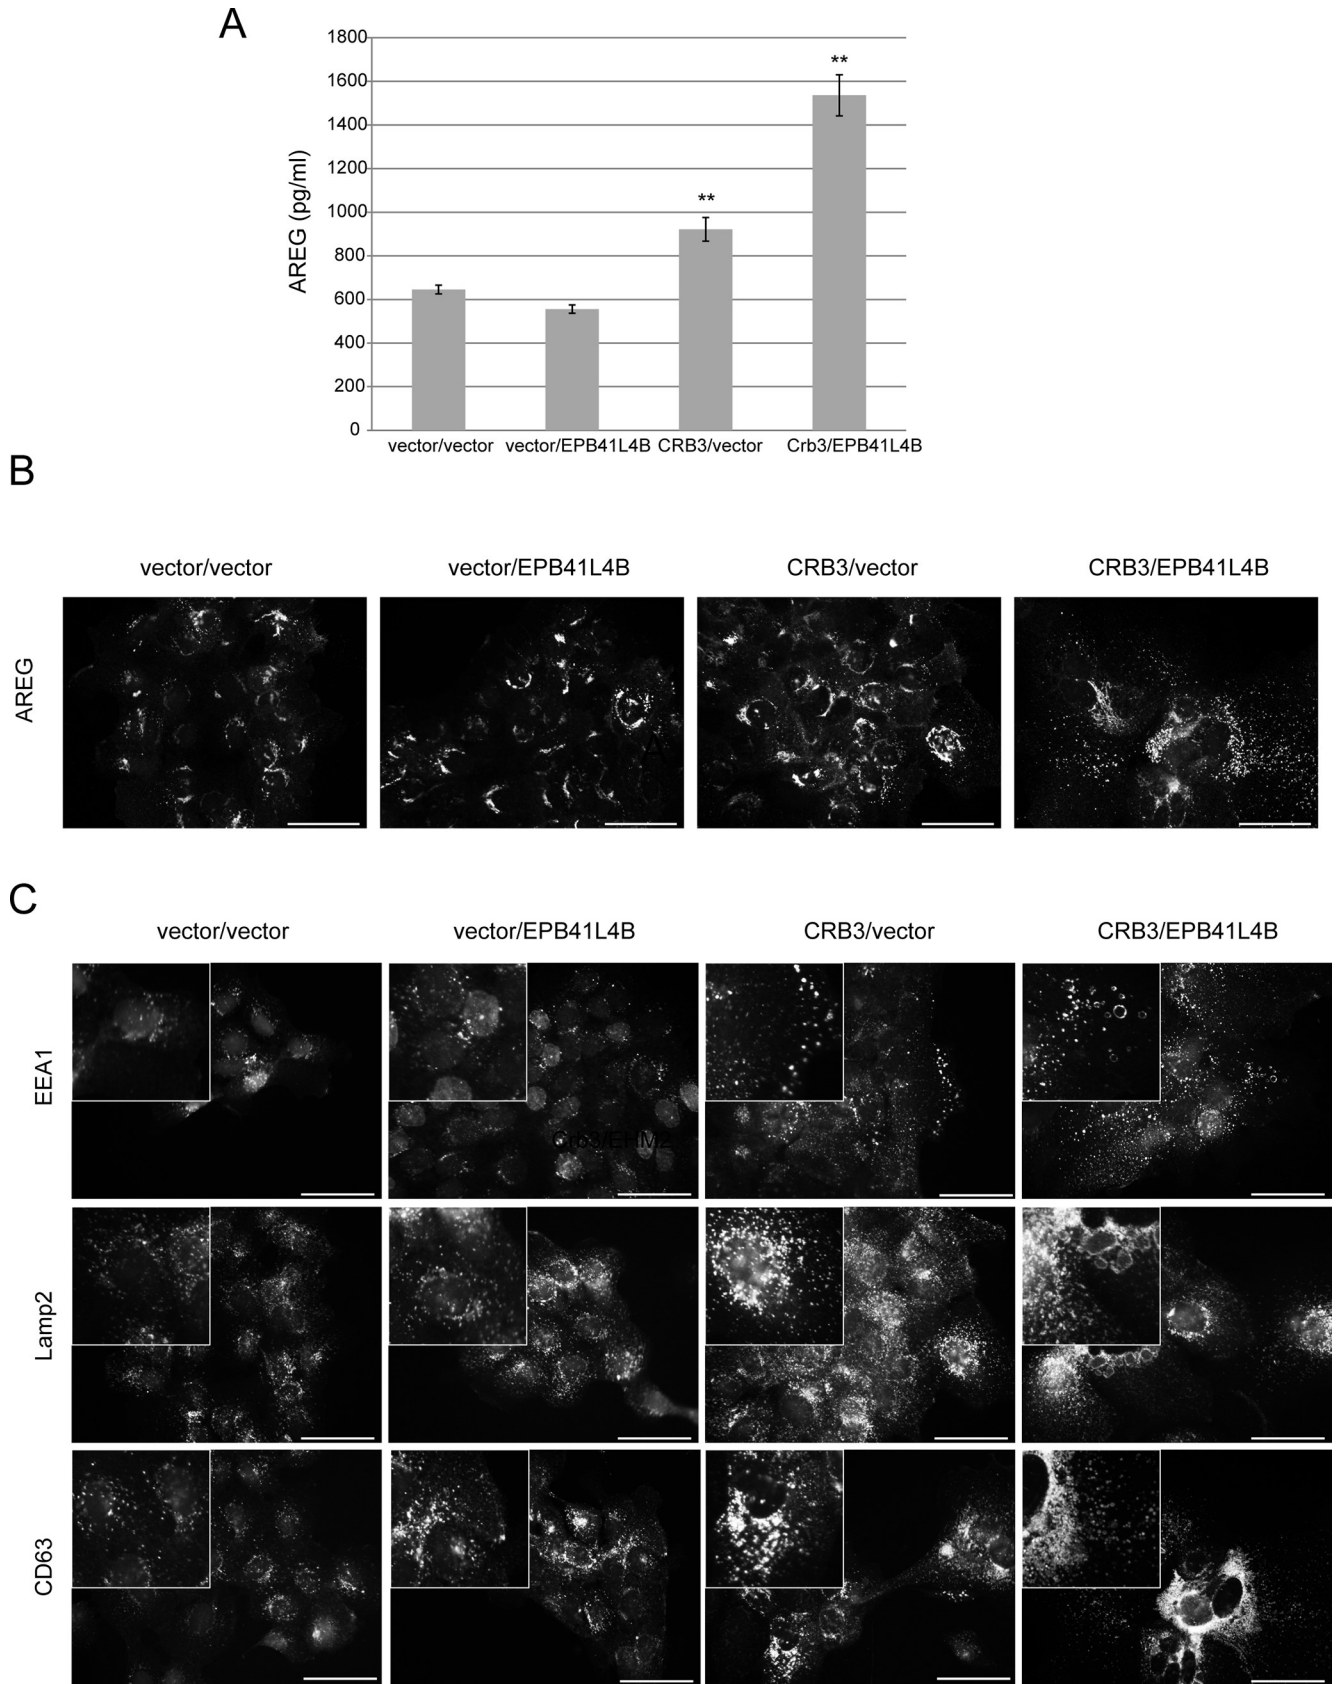 A
1800
1600
1400
1200
1000
800
600
400
200
0
AREG (pg/ml)
**
**
vector/vector vector/EPB41L4B CRB3/vector Crb3/EPB41L4B
B
vector/vector vector/EPB41L4B CRB3/vector CRB3/EPB41L4B
AREG
A
C
vector/vector vector/EPB41L4B CRB3/vector CRB3/EPB41L4B
EEA1
Crb3/EHM2
Lamp2
CD63